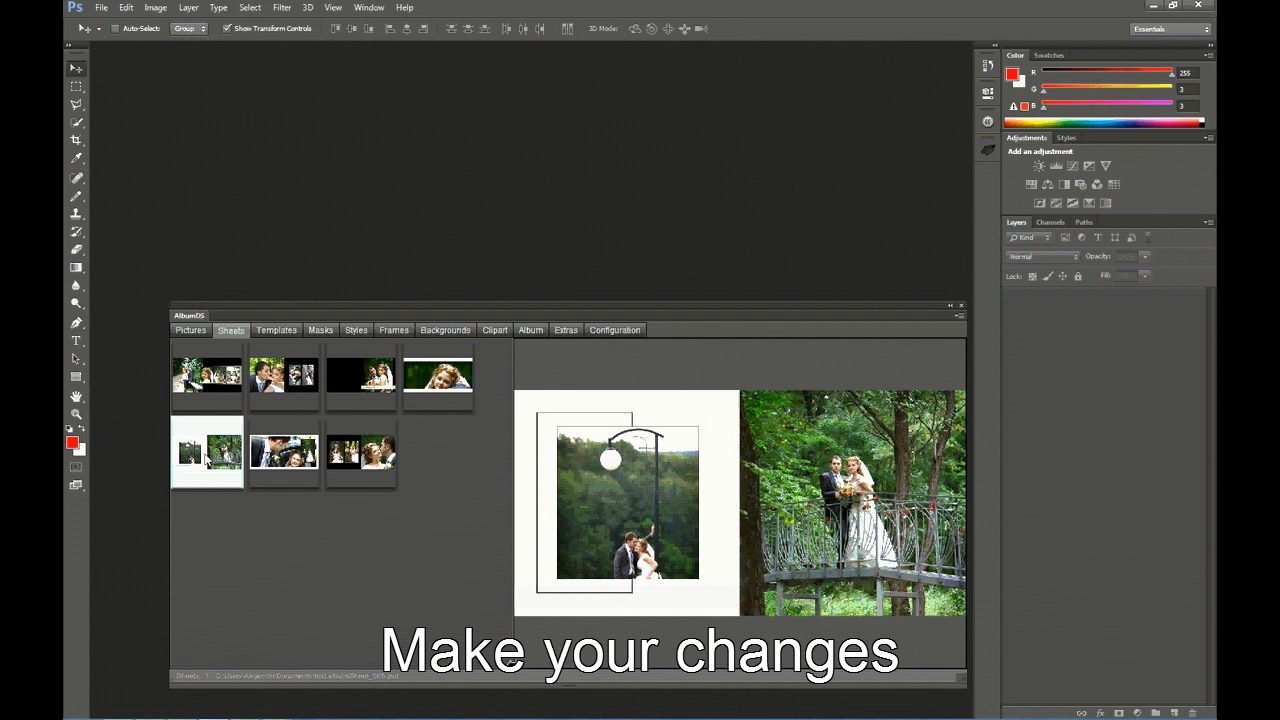 Ps File Edit Image Layer Type Select Filter 3D View Window Help
Auto-Select: Group Show Transform Controls 3D Mode: Essentials
Color Swatches
R 255
G 3
B 3
Adjustments Styles
Add an adjustment
Layers Channels Paths
Kind
Normal Opacity:
Lock: Fill:
AlbumDS
Pictures Sheets Templates Masks Styles Frames Backgrounds Clipart Album Extras Configuration
Make your changes
Sheets: 1